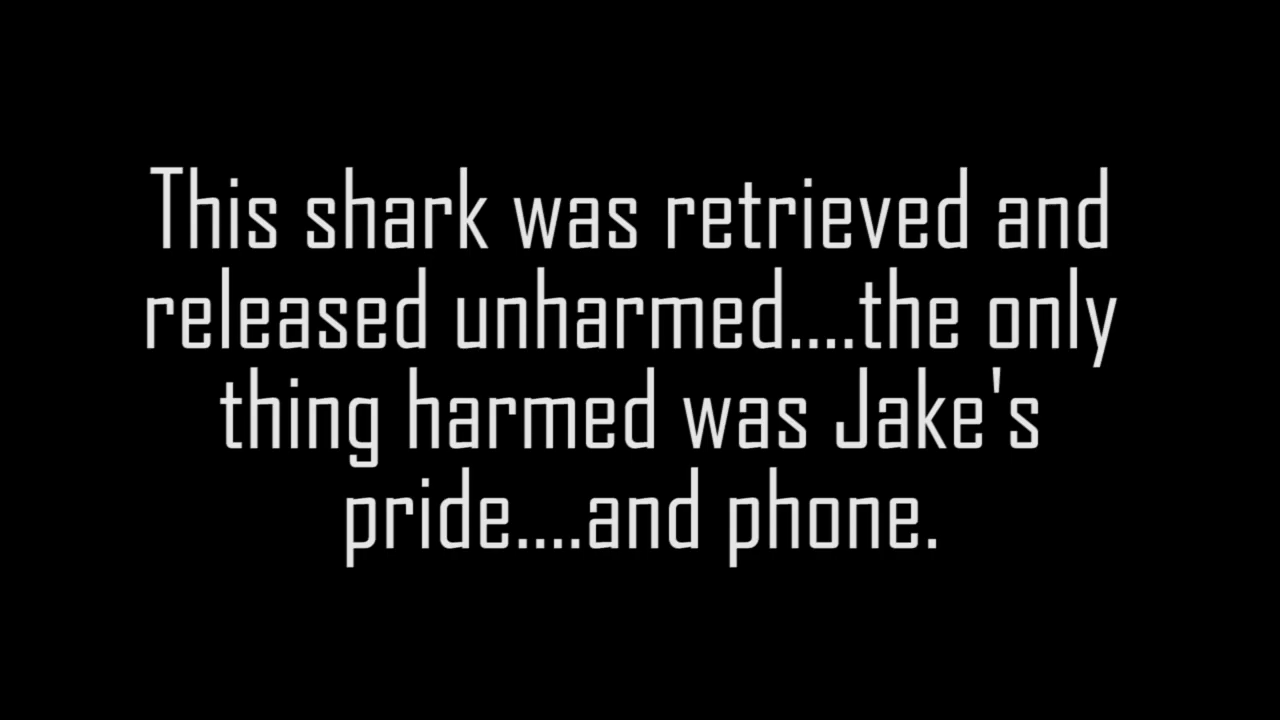 This shark was retrieved and
released unharmed....the only
thing harmed was Jake's
pride....and phone.